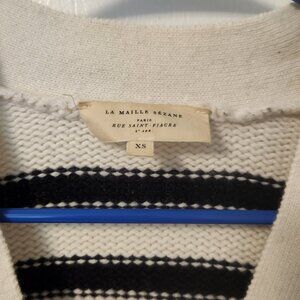 LA MAILLE SÉZANE
PARIS
RUE SAINT-FIACRE
2e ARR.
XS